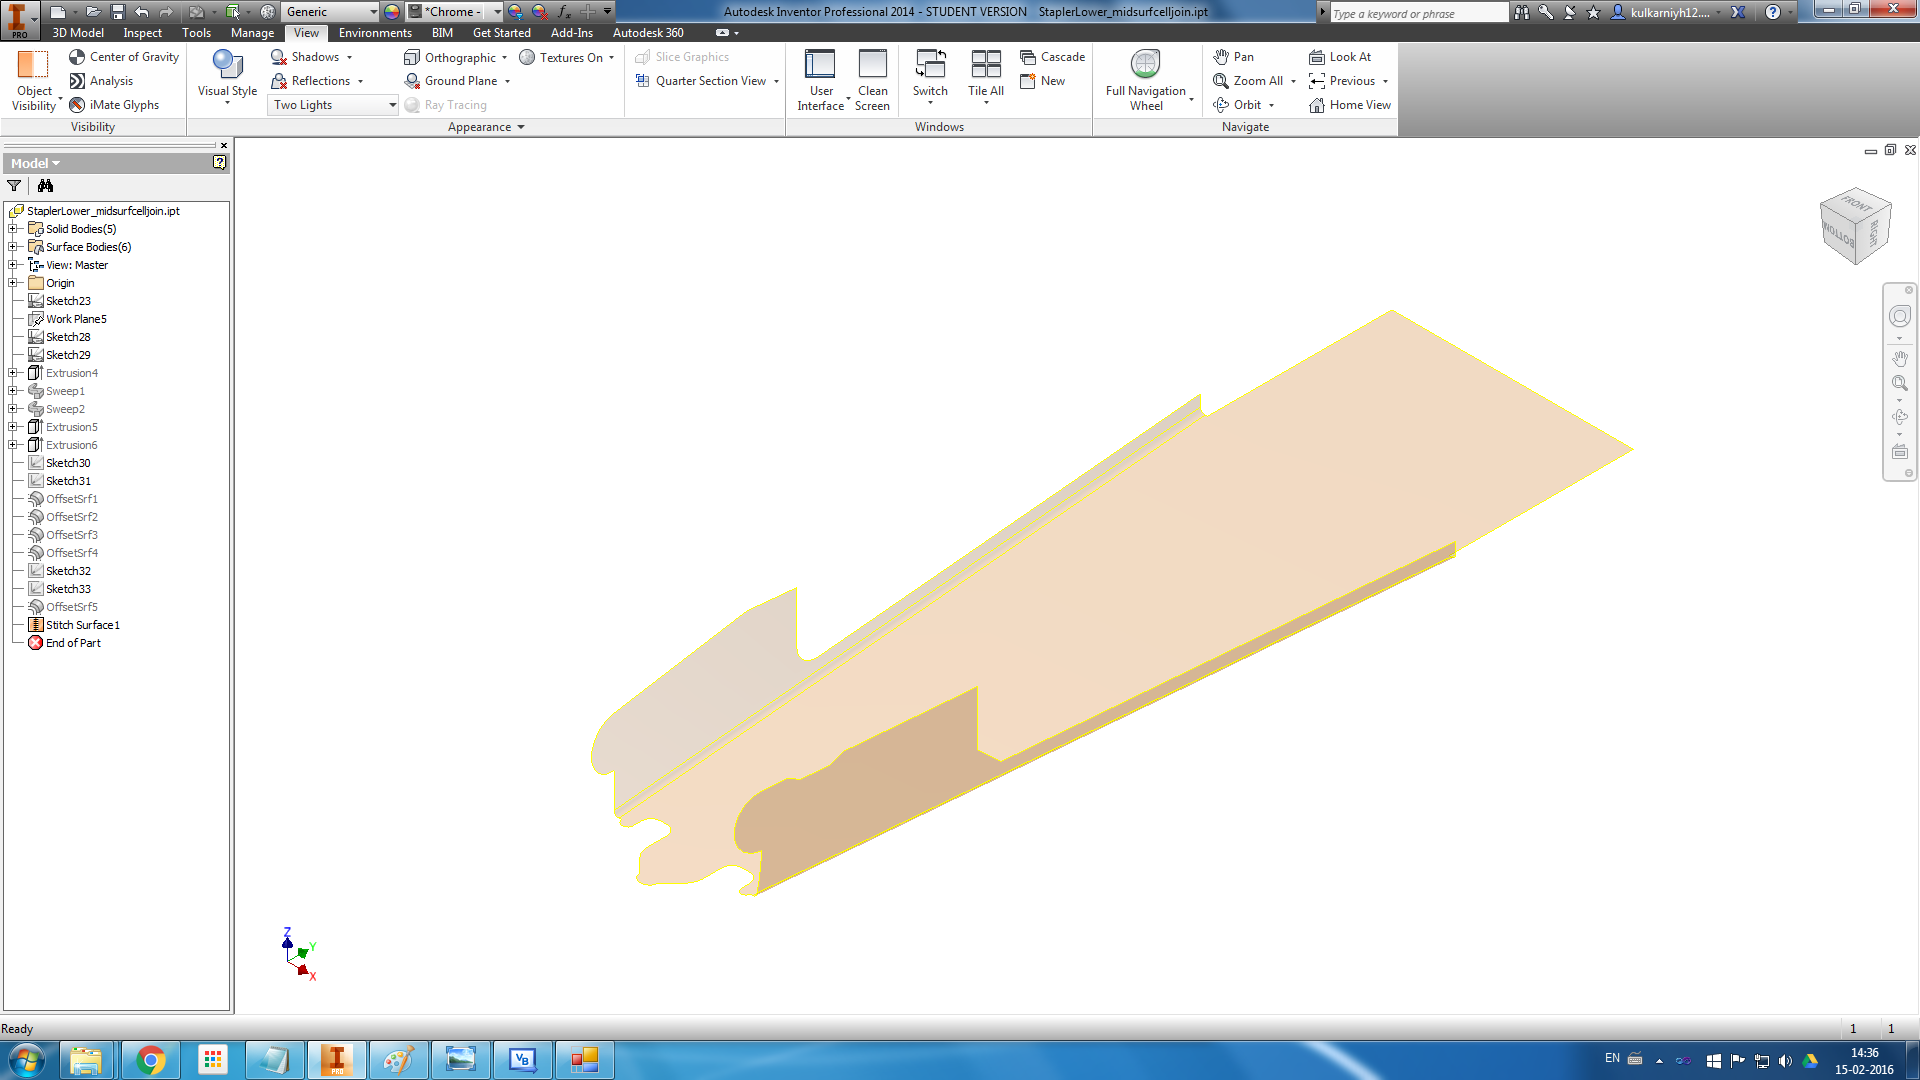 Generic
*Chrome -
Autodesk Inventor Professional 2014 - STUDENT VERSION StaplerLower_midsurfcelljoin.ipt
Type a keyword or phrase
kulkarniyh12....
PRO
3D Model Inspect Tools Manage View Environments BIM Get Started Add-Ins Autodesk 360
Object Visibility
Center of Gravity
Analysis
iMate Glyphs
Visibility
Visual Style
Shadows
Reflections
Two Lights
Orthographic
Ground Plane
Ray Tracing
Textures On
Appearance
Slice Graphics
Quarter Section View
User Interface
Clean Screen
Switch
Tile All
Cascade
New
Windows
Full Navigation Wheel
Pan
Zoom All
Orbit
Look At
Previous
Home View
Navigate
Model
StaplerLower_midsurfcelljoin.ipt
Solid Bodies(5)
Surface Bodies(6)
View: Master
Origin
Sketch23
Work Plane5
Sketch28
Sketch29
Extrusion4
Sweep1
Sweep2
Extrusion5
Extrusion6
Sketch30
Sketch31
OffsetSrf1
OffsetSrf2
OffsetSrf3
OffsetSrf4
Sketch32
Sketch33
OffsetSrf5
Stitch Surface1
End of Part
FRONT
BOTTOM
RIGHT
Z
Y
X
Ready
1 1
PRO
VB
EN
14:36
15-02-2016